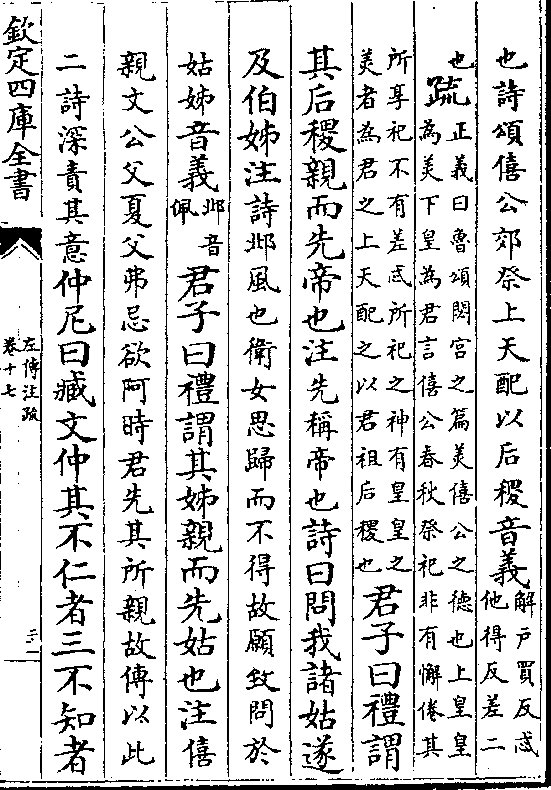 也詩頌僖公郊祭上天配以后稷音義解户買反忒他得反差二
也疏正義曰魯頌閟宮之篇美僖公之德也上皇皇為美下皇為君言僖公春秋祭祀非有懈倦其
所享祀不有差忒所祀之神有皇皇之美者為君之上天配之以君祖后稷也君子曰禮謂
其后稷親而先帝也注先稱帝也詩曰問我諸姑遂
及伯姊注詩邶風也衛女思歸而不得故願致問於
姑姊音義邶音佩君子曰禮謂其姊親而先姑也注僖
親文公父夏父弗忌欲阿時君先其所親故傳以此
二詩深責其意仲尼曰臧文仲其不仁者三不知者
欽定四庫全書
左傳注疏
卷十七